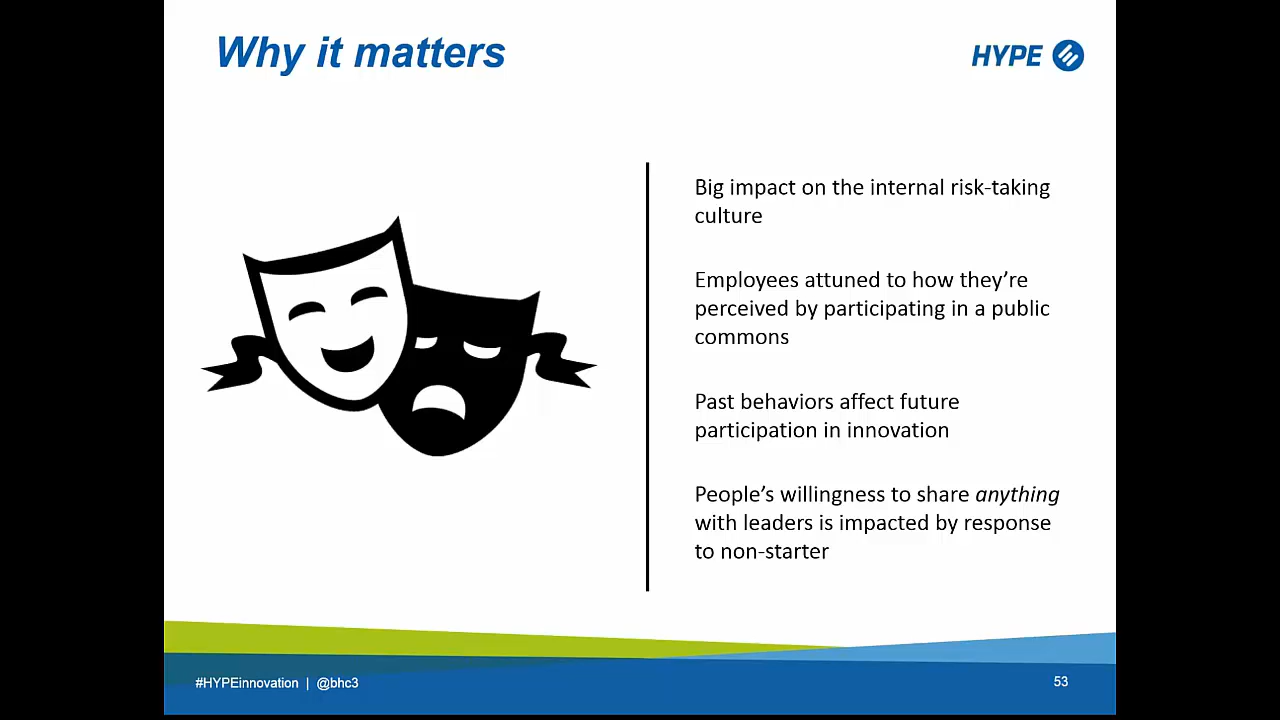 Why it matters
HYPE
Big impact on the internal risk-taking
culture
Employees attuned to how they’re
perceived by participating in a public
commons
Past behaviors affect future
participation in innovation
People’s willingness to share anything
with leaders is impacted by response
to non-starter
#HYPEinnovation | @bhc3
53